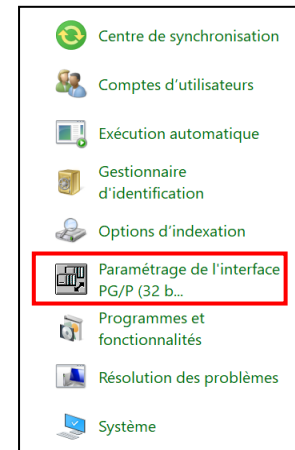 Centre de synchronisation
Comptes d'utilisateurs
Exécution automatique
Gestionnaire
d'identification
Options d'indexation
Paramétrage de l'interface
PG/P (32 b...
Programmes et
fonctionnalités
Résolution des problèmes
Système